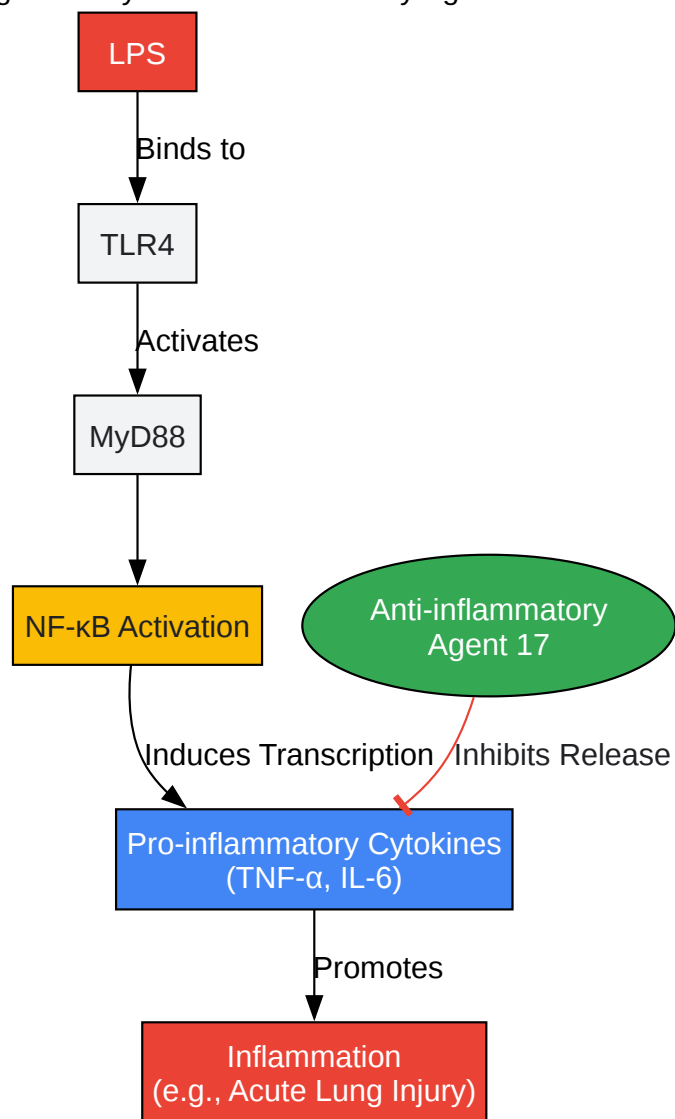 LPS
Binds to
TLR4
Activates
MyD88
NF-κB Activation
Anti-inflammatory
Agent 17
Induces Transcription
Inhibits Release
Pro-inflammatory Cytokines
(TNF-α, IL-6)
Promotes
Inflammation
(e.g., Acute Lung Injury)